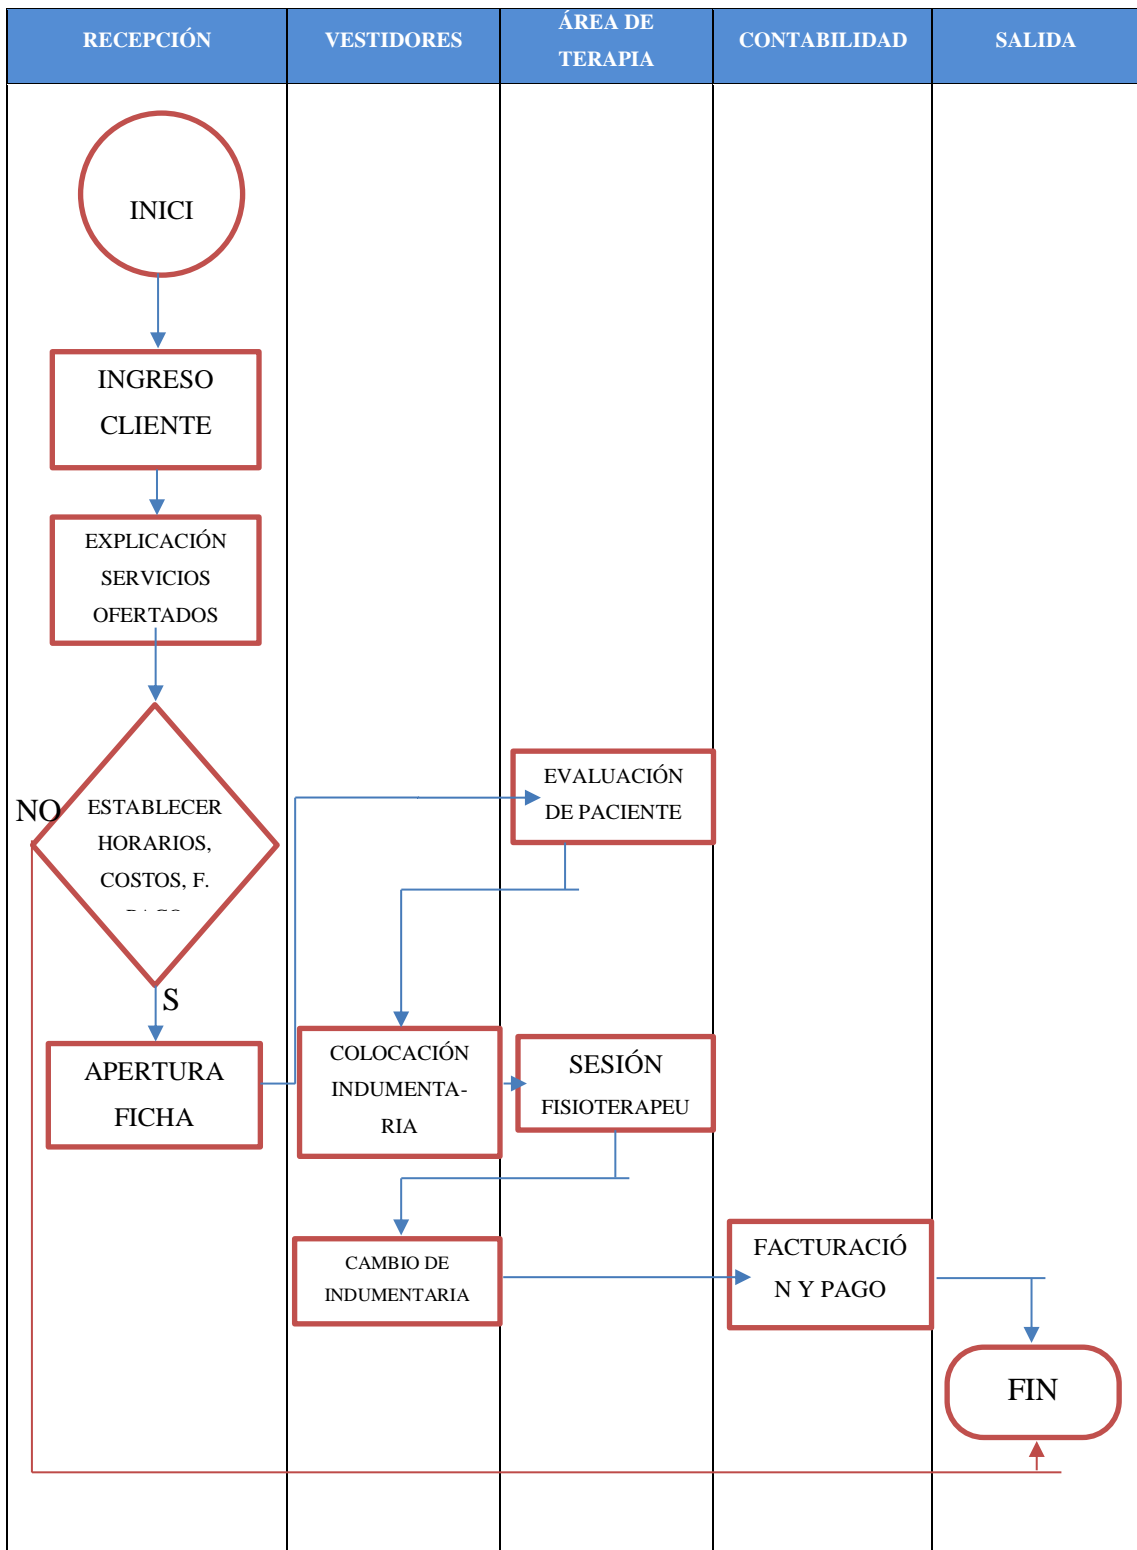 RECEPCIÓN
VESTIDORES
ÁREA DE
TERAPIA
CONTABILIDAD
SALIDA
INICI
INGRESO
CLIENTE
EXPLICACIÓN
SERVICIOS
OFERTADOS
NO
ESTABLECER
HORARIOS,
COSTOS, F.
S
APERTURA
FICHA
EVALUACIÓN
DE PACIENTE
COLOCACIÓN
INDUMENTA-
RIA
SESIÓN
FISIOTERAPEU
CAMBIO DE
INDUMENTARIA
FACTURACIÓ
N Y PAGO
FIN